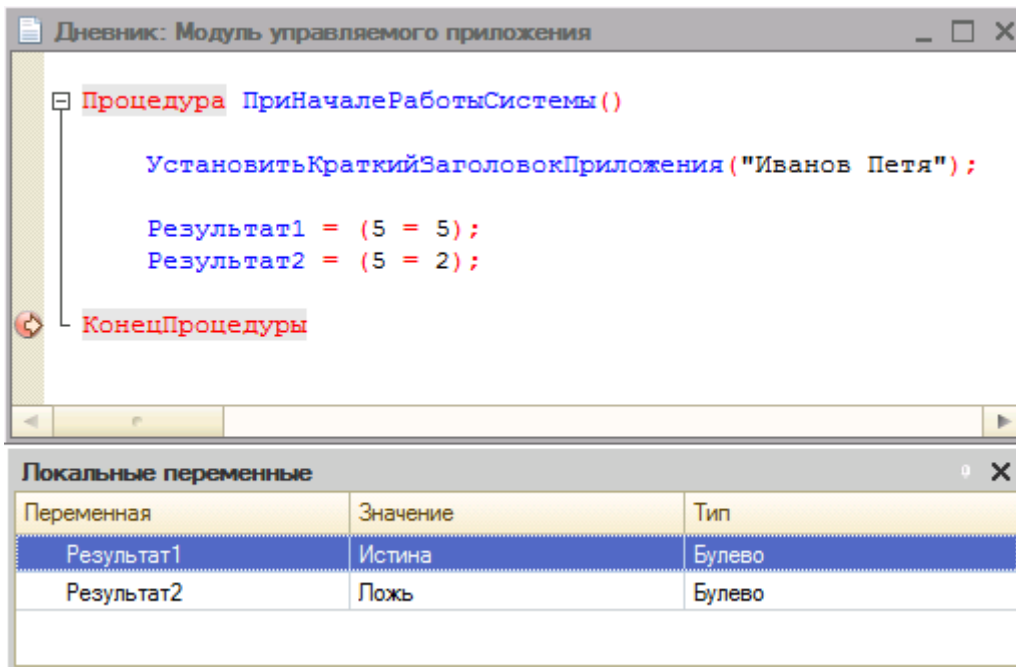 Дневник: Модуль управляемого приложения
Процедура ПриНачалеРаботыСистемы()
УстановитьКраткийЗаголовокПриложения("Иванов Петя");
Результат1 = (5 = 5);
Результат2 = (5 = 2);
КонецПроцедуры
Локальные переменные
Переменная Значение Тип
Результат1 Истина Булево
Результат2 Ложь Булево